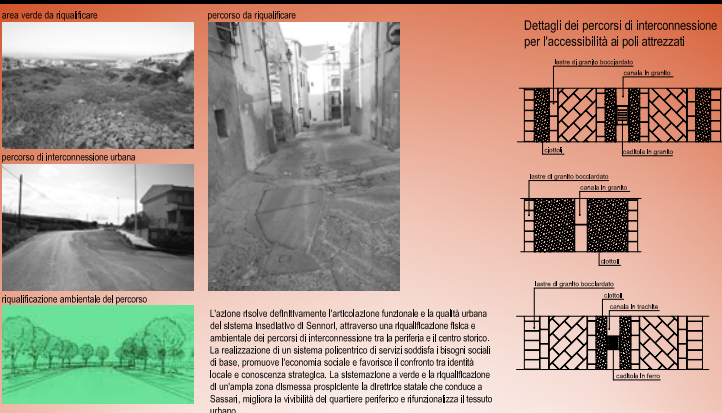 area verde da riqualificare
percorso di interconnessione urbana
riqualificazione ambientale del percorso
percorso da riqualificare
L'azione risolve definitivamente l'articolazione funzionale e la qualità urbana
del sistema insediativo di Sennori, attraverso una riqualificazione fisica e
ambientale dei percorsi di interconnessione tra la periferia e il centro storico.
La realizzazione di un sistema policentrico di servizi soddisfa i bisogni sociali
di base, promuove l'economia sociale e favorisce il confronto tra identità
locale e conoscenza strategica. La sistemazione a verde e la riqualificazione
di un'ampia zona dismessa prospiciente la direttrice statale che conduce a
Sassari, migliora la vivibilità del quartiere periferico e rifunzionalizza il tessuto
urbano.
Dettagli dei percorsi di interconnessione
per l'accessibilità ai poli attrezzati
lastre di granito bocciardato
canala in granito
ciottoli
caditoia in granito
lastre di granito bocciardato
canala in granito
ciottoli
lastre di granito bocciardato
ciottoli
canala in trachite
caditoia in ferro